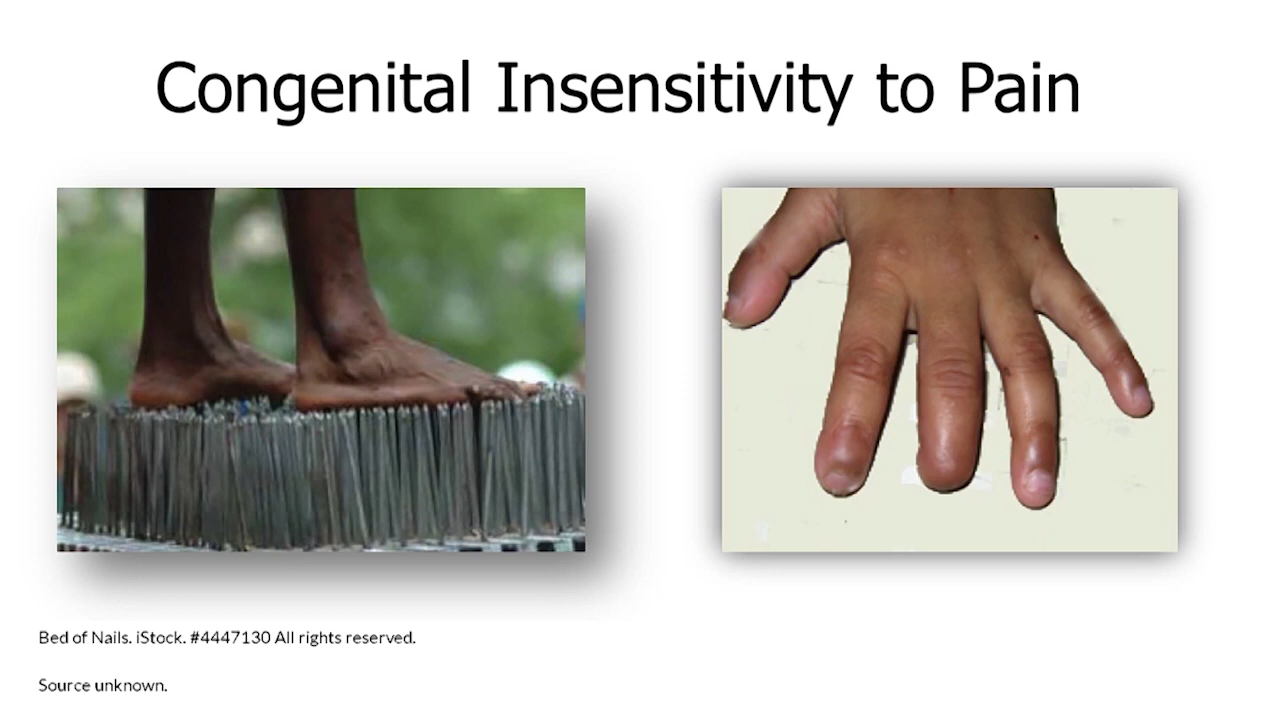 Congenital Insensitivity to Pain
Bed of Nails. iStock. #4447130 All rights reserved.
Source unknown.